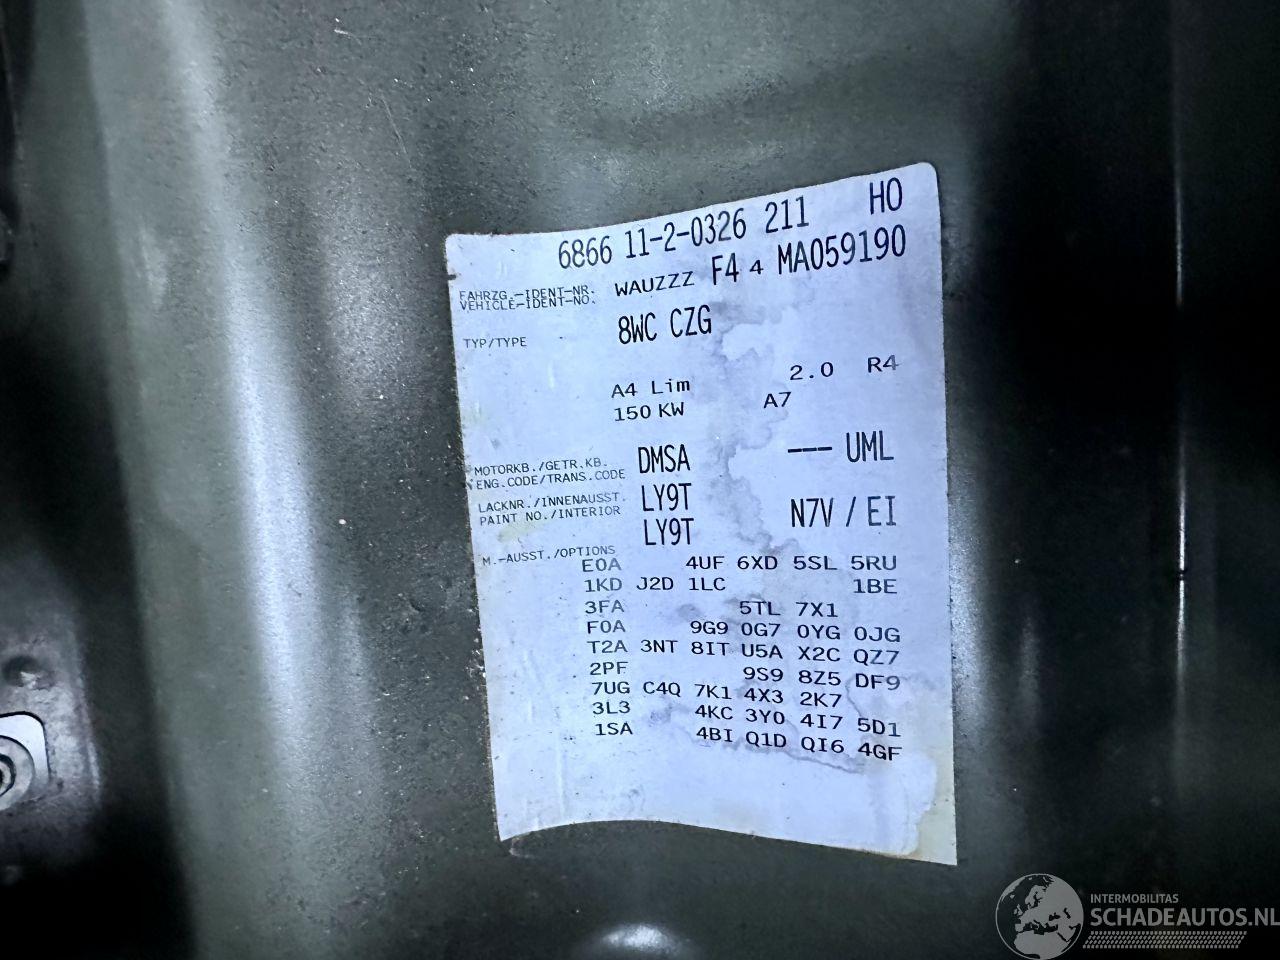 6866 11-2-0326 211 HO
FAHRZG.-IDENT-NR.
VEHICLE-IDENT-NO.
WAUZZZ F4 4 MA059190
TYP/TYPE 8WC CZG
A4 Lim 2.0 R4
150 KW A7
MOTORKB./GETR.KB.
ENG.CODE/TRANS.CODE
DMSA --- UML
LACKNR./INNENAUSST.
PAINT NO./INTERIOR
LY9T
LY9T N7V / EI
M.-AUSST./OPTIONS
E0A 4UF 6XD 5SL 5RU
1KD J2D 1LC 1BE
3FA 5TL 7X1
F0A 9G9 0G7 0YG 0JG
T2A 3NT 8IT U5A X2C QZ7
2PF 9S9 8Z5 DF9
7UG C4Q 7K1 4X3 2K7
3L3 4KC 3Y0 4I7 5D1
1SA 4BI Q1D QI6 4GF
INTERMOBILITAS
SCHADEAUTOS.NL